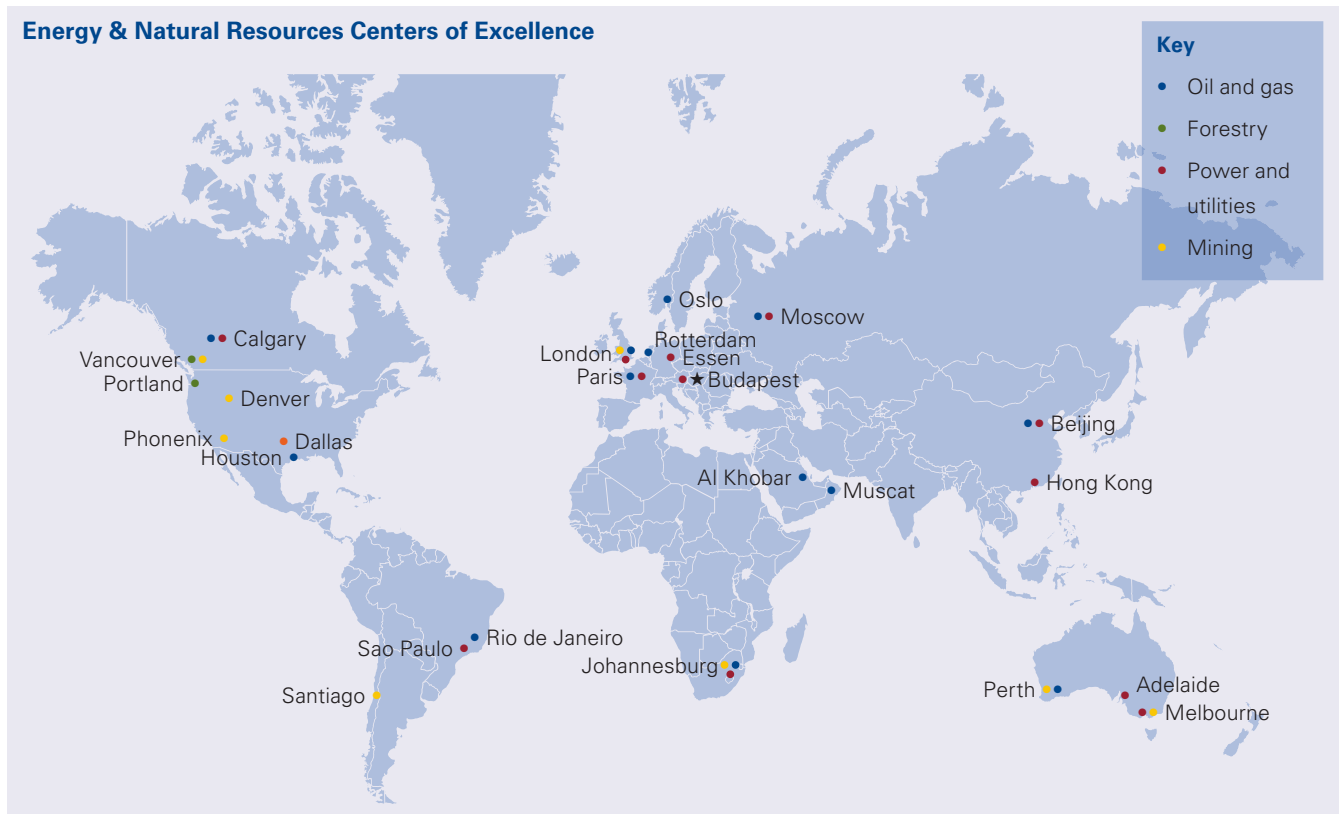 Energy & Natural Resources Centers of Excellence
Key
Oil and gas
Forestry
Power and
utilities
Mining
Oslo
Moscow
Calgary
Rotterdam
London
Essen
Vancouver
Paris
Budapest
Portland
Denver
Beijing
Phonenix
Dallas
Houston
Al Khobar
Muscat
Hong Kong
Rio de Janeiro
Sao Paulo
Johannesburg
Santiago
Perth
Adelaide
Melbourne